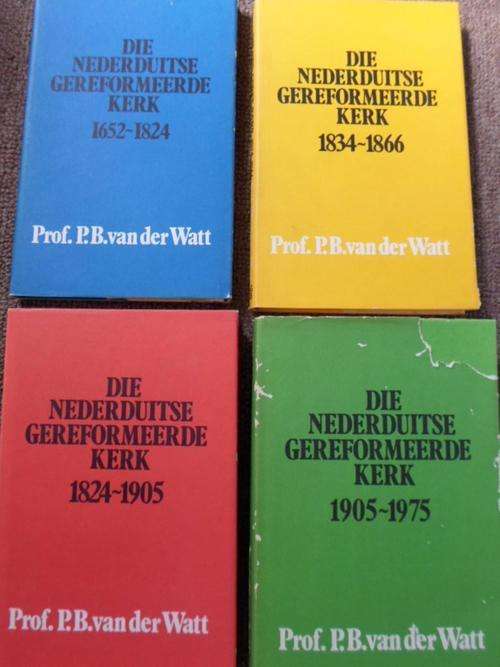 DIE
NEDERDUITSE
GEREFORMEERDE
KERK
1652~1824
Prof. P.B.van der Watt
DIE
NEDERDUITSE
GEREFORMEERDE
KERK
1834~1866
Prof. P.B.van der Watt
DIE
NEDERDUITSE
GEREFORMEERDE
KERK
1824~1905
Prof. P.B.van der Watt
DIE
NEDERDUITSE
GEREFORMEERDE
KERK
1905~1975
Prof. P.B.van der Watt